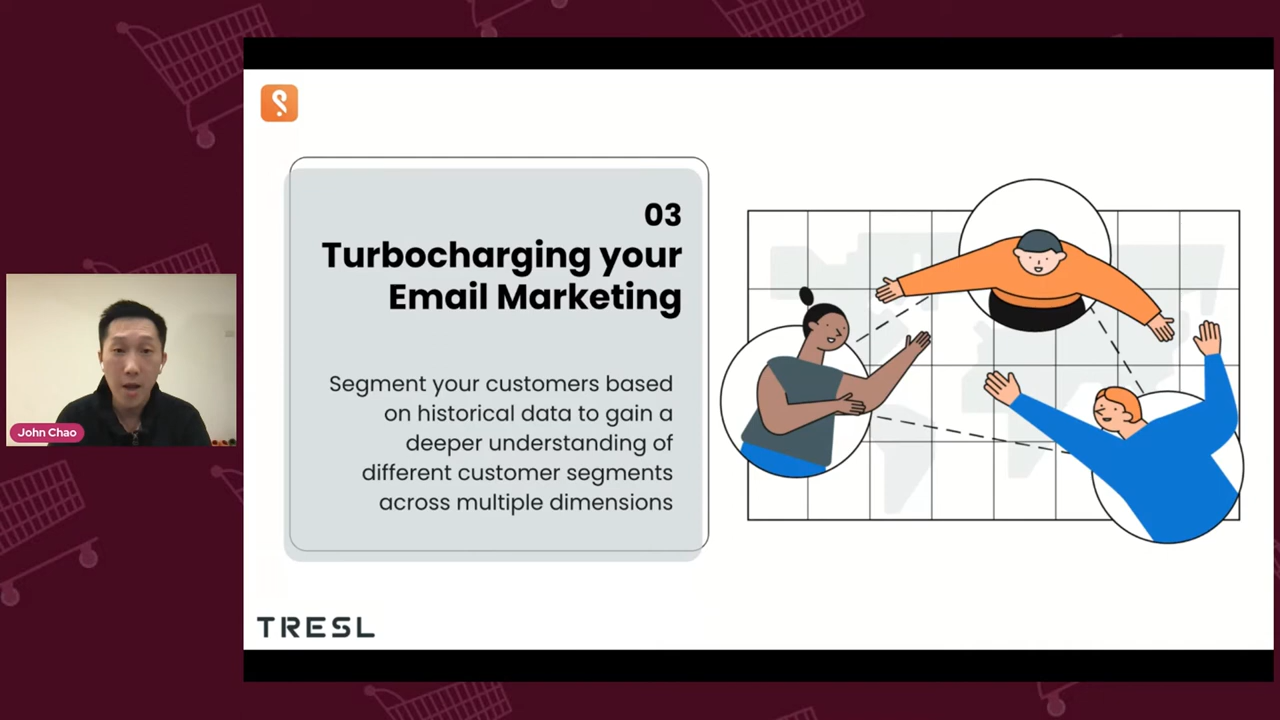 03
Turbocharging your
Email Marketing
Segment your customers based
on historical data to gain a
deeper understanding of
different customer segments
across multiple dimensions
John Chao
TRESL